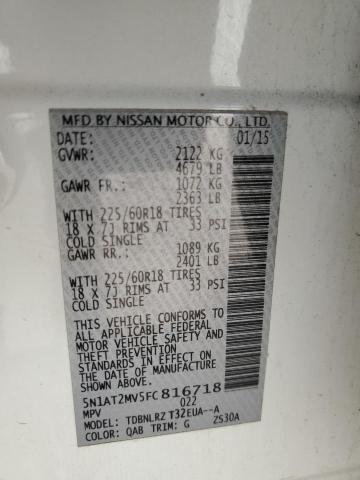 MFD BY NISSAN MOTOR CO., LTD.
DATE: 01/15
GVWR: 2122 KG
4679 LB
GAWR FR.: 1072 KG
2363 LB
WITH 225/60R18 TIRES
18 x 7J RIMS AT 33 PSI
COLD SINGLE
GAWR RR.: 1089 KG
2401 LB
WITH 225/60R18 TIRES
18 x 7J RIMS AT 33 PSI
COLD SINGLE
THIS VEHICLE CONFORMS TO
ALL APPLICABLE FEDERAL
MOTOR VEHICLE SAFETY
THEFT PREVENTION STANDARDS
IN EFFECT ON THE DATE OF
MANUFACTURE SHOWN ABOVE.
5N1AT2MV5FC816718
MPV 022
MODEL: TDBNLRZ T32EUA--A
COLOR: QAB TRIM: G ZS30A